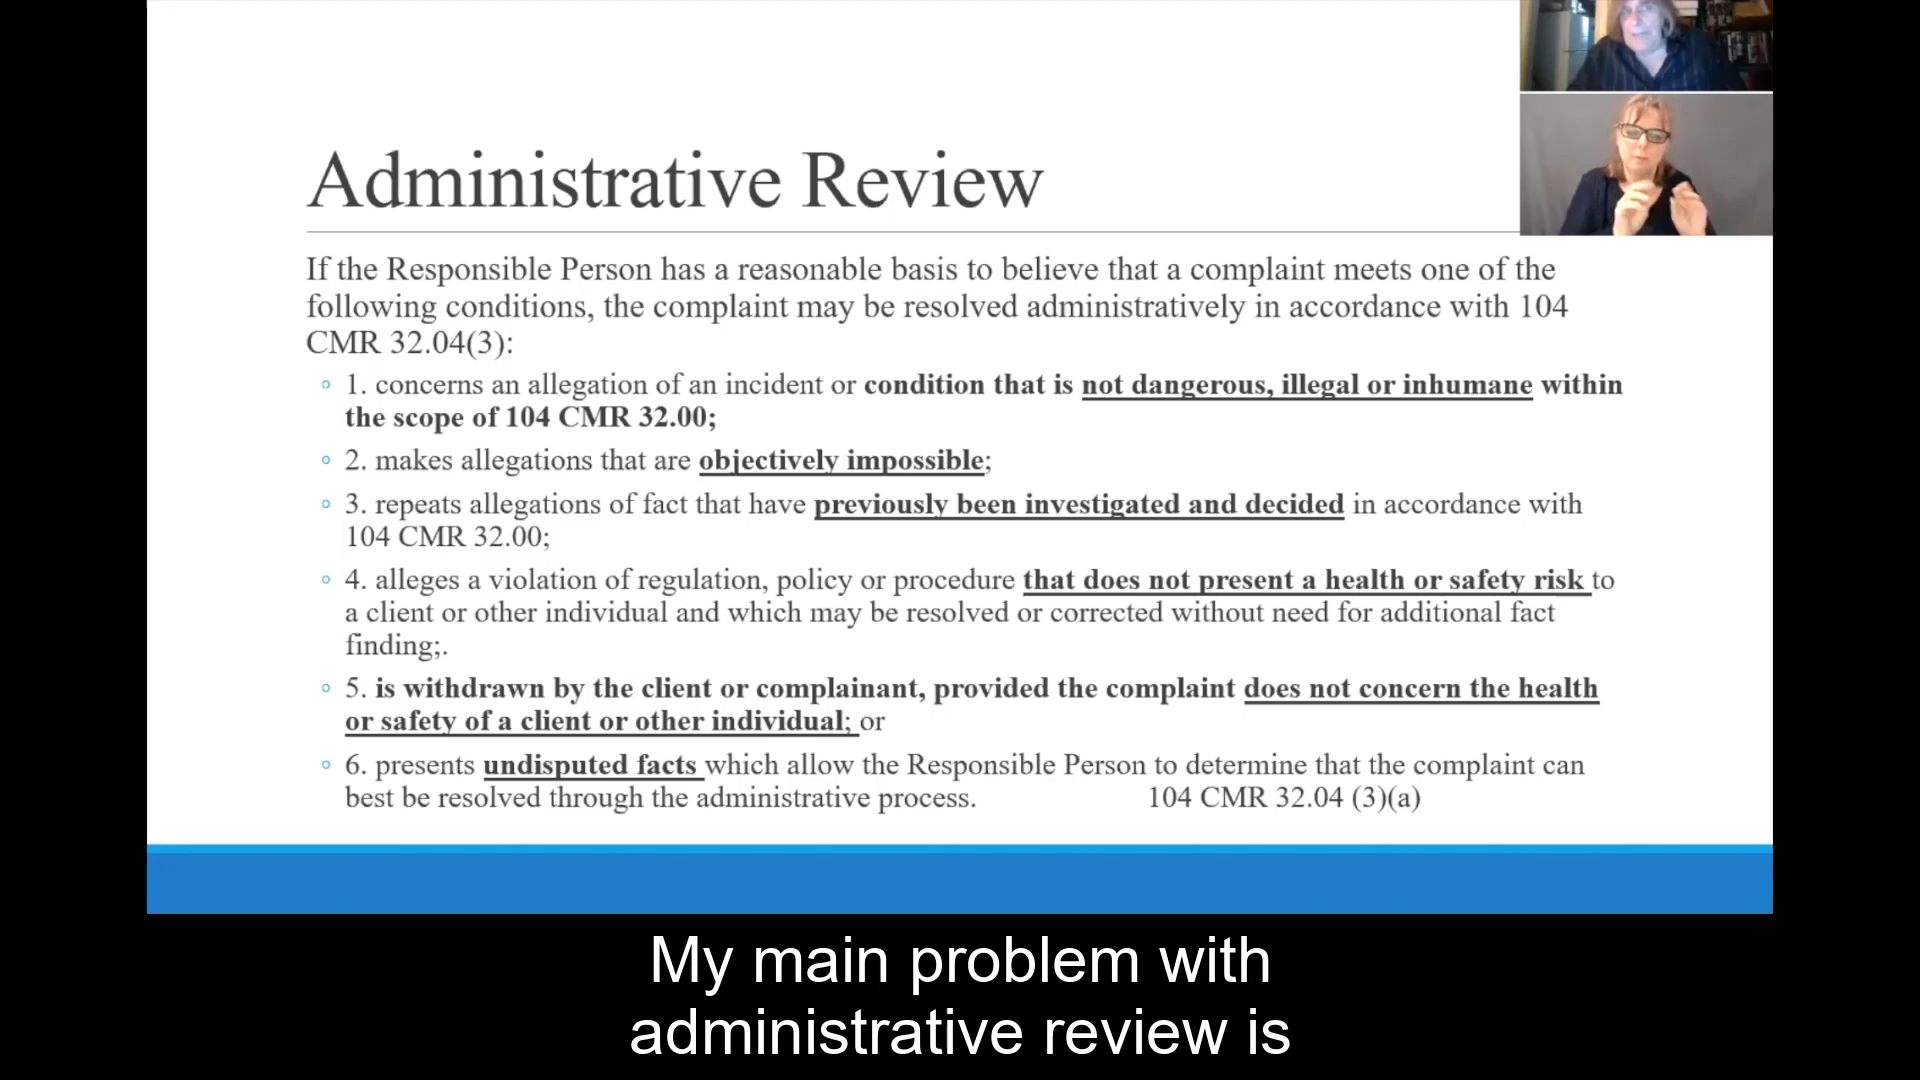 Administrative Review
If the Responsible Person has a reasonable basis to believe that a complaint meets one of the
following conditions, the complaint may be resolved administratively in accordance with 104
CMR 32.04(3):
◦ 1. concerns an allegation of an incident or condition that is not dangerous, illegal or inhumane within
the scope of 104 CMR 32.00;
◦ 2. makes allegations that are objectively impossible;
◦ 3. repeats allegations of fact that have previously been investigated and decided in accordance with
104 CMR 32.00;
◦ 4. alleges a violation of regulation, policy or procedure that does not present a health or safety risk to
a client or other individual and which may be resolved or corrected without need for additional fact
finding;.
◦ 5. is withdrawn by the client or complainant, provided the complaint does not concern the health
or safety of a client or other individual; or
◦ 6. presents undisputed facts which allow the Responsible Person to determine that the complaint can
best be resolved through the administrative process. 104 CMR 32.04 (3)(a)
My main problem with
administrative review is